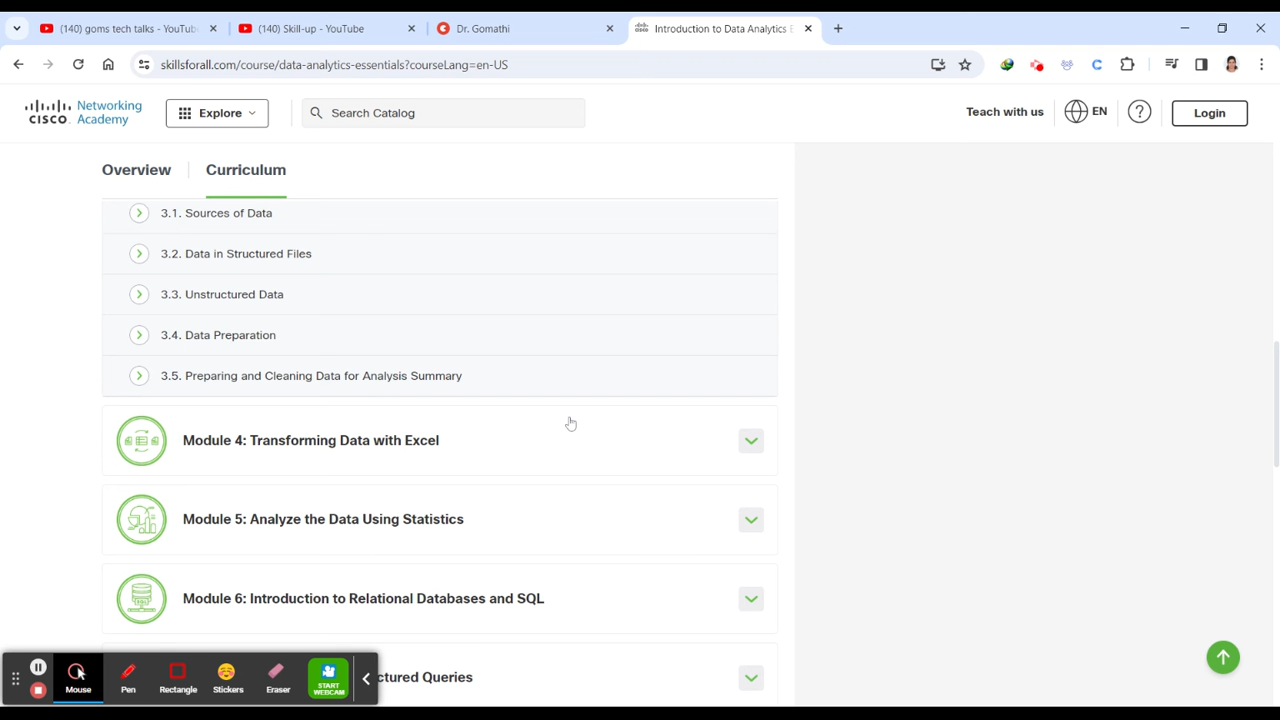 (140) goms tech talks - YouTub
(140) Skill-up - YouTube
Dr. Gomathi
Introduction to Data Analytics E
skillsforall.com/course/data-analytics-essentials?courseLang=en-US
CISCO Networking Academy
Explore
Search Catalog
Teach with us
EN
Login
Overview
Curriculum
3.1. Sources of Data
3.2. Data in Structured Files
3.3. Unstructured Data
3.4. Data Preparation
3.5. Preparing and Cleaning Data for Analysis Summary
Module 4: Transforming Data with Excel
Module 5: Analyze the Data Using Statistics
Module 6: Introduction to Relational Databases and SQL
ctured Queries
Mouse
Pen
Rectangle
Stickers
Eraser
START WEBCAM